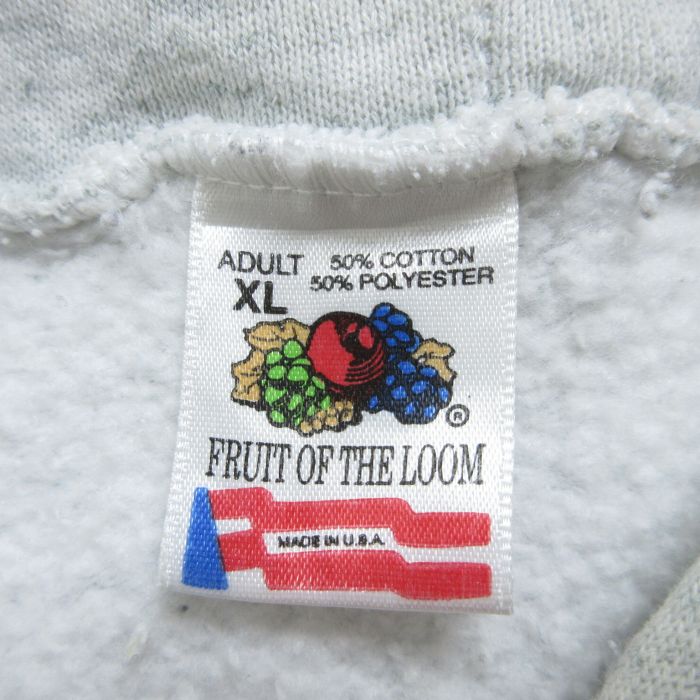 ADULT 50% COTTON
XL 50% POLYESTER
®
FRUIT OF THE LOOM
MADE IN U.S.A.